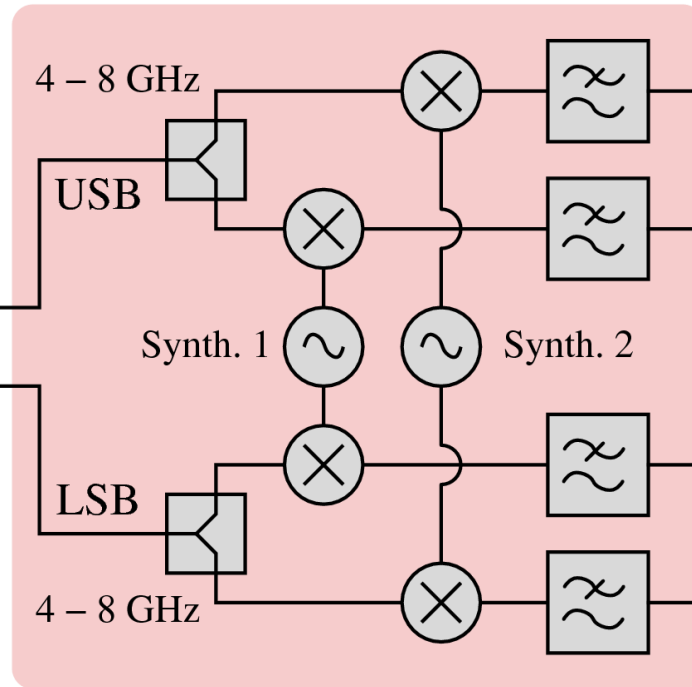 4 – 8 GHz
USB
Synth. 1
Synth. 2
LSB
4 – 8 GHz